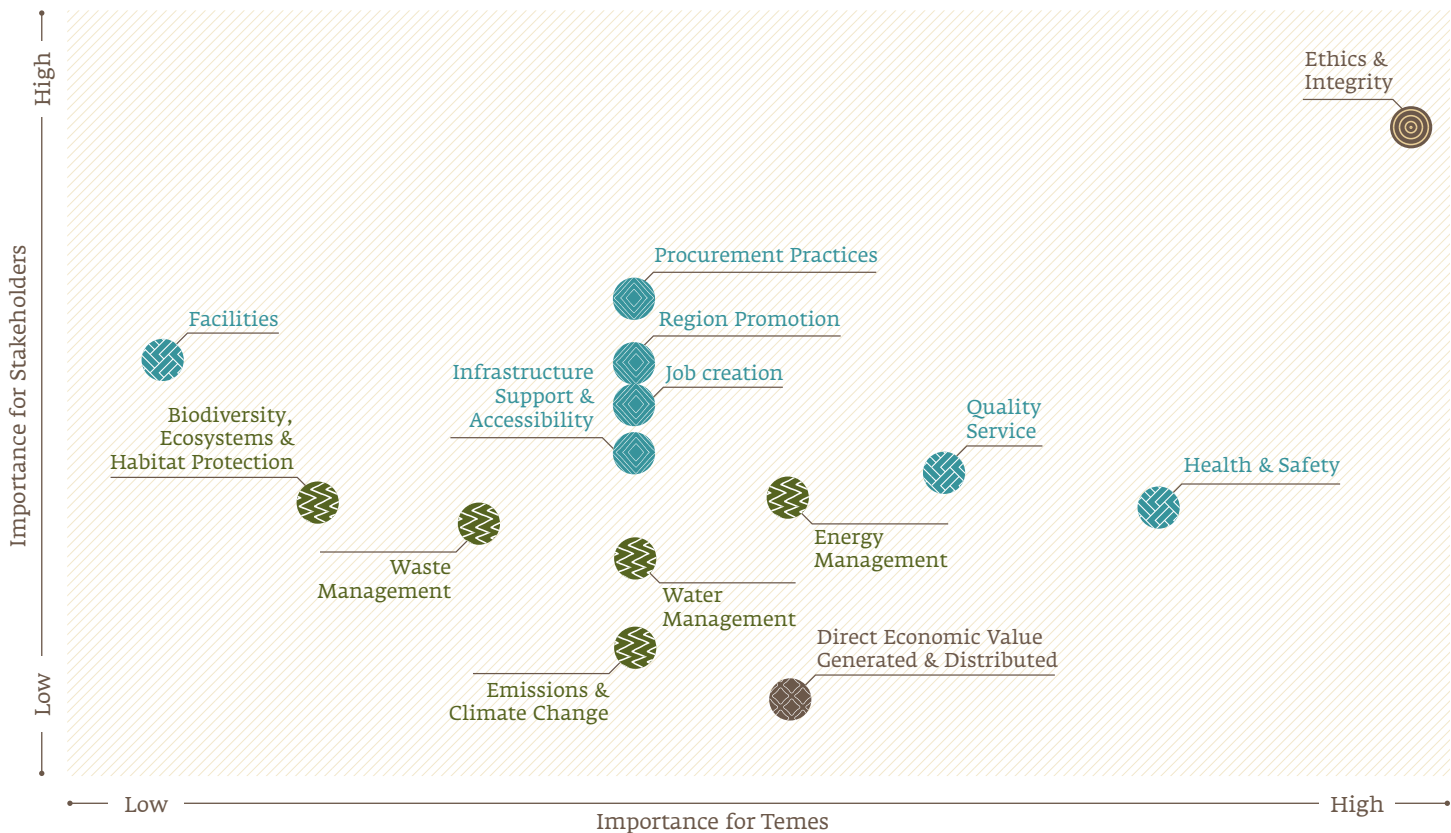 High
Importance for Stakeholders
Low
Ethics &
Integrity
Procurement Practices
Facilities
Region Promotion
Infrastructure
Support &
Accessibility
Job creation
Biodiversity,
Ecosystems &
Habitat Protection
Quality
Service
Health & Safety
Waste
Management
Energy
Management
Water
Management
Direct Economic Value
Generated & Distributed
Emissions &
Climate Change
Low
High
Importance for Temes